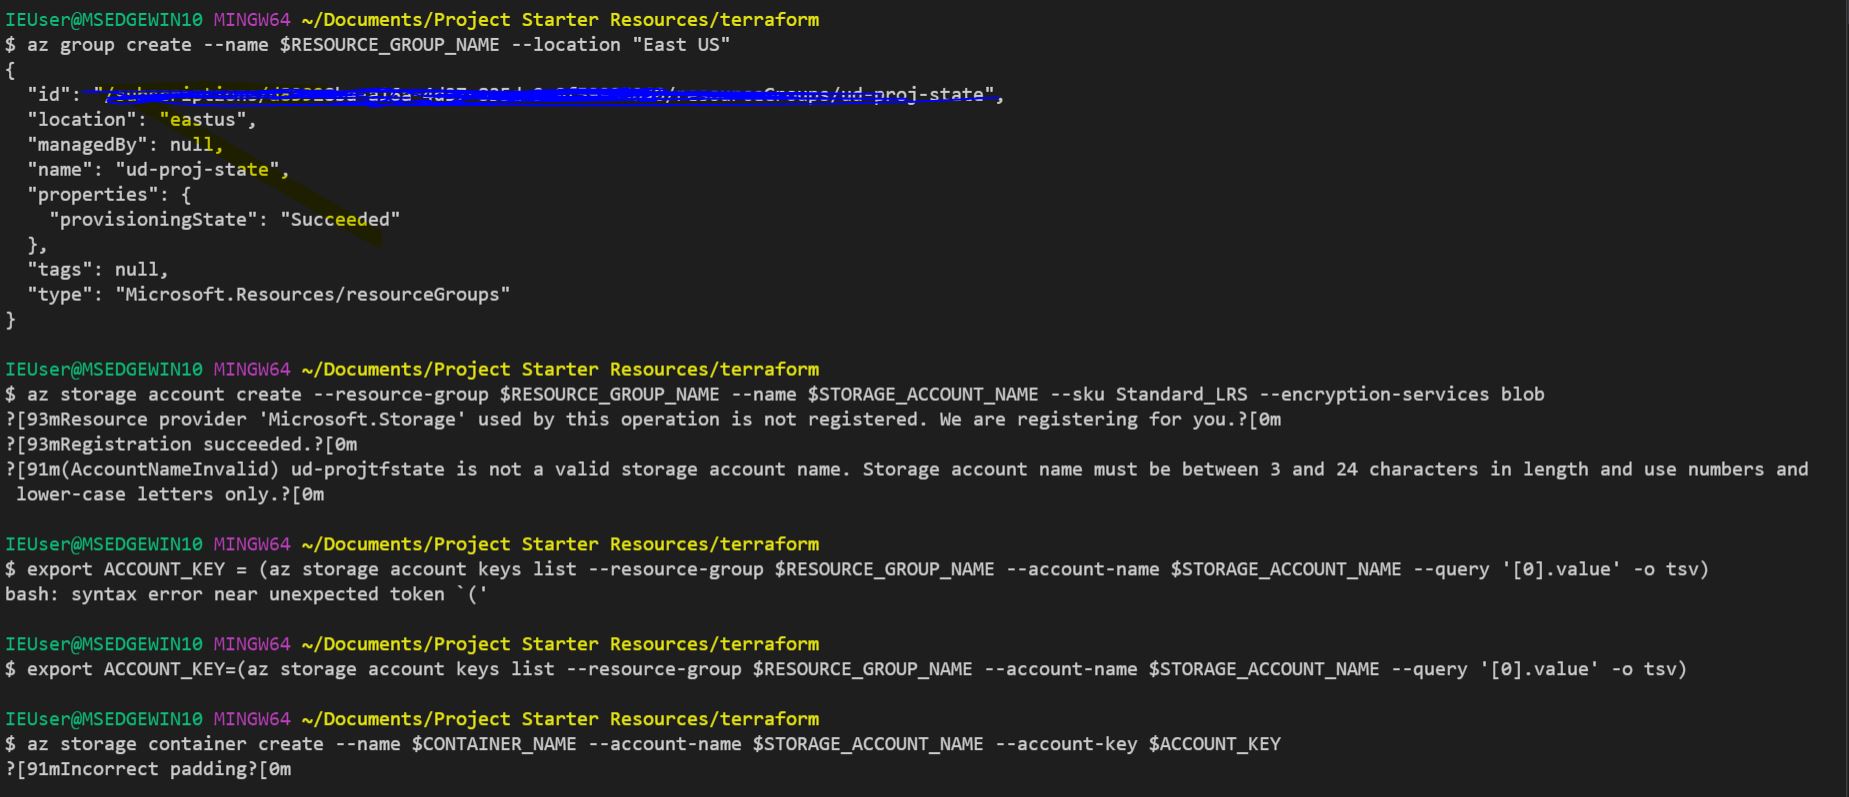 IEUser@MSEDGEWIN10 MINGW64 ~/Documents/Project Starter Resources/terraform
$ az group create --name $RESOURCE_GROUP_NAME --location "East US"
{
  "id": "/subscriptions/ /resourceGroups/ud-proj-state",
  "location": "eastus",
  "managedBy": null,
  "name": "ud-proj-state",
  "properties": {
    "provisioningState": "Succeeded"
  },
  "tags": null,
  "type": "Microsoft.Resources/resourceGroups"
}
IEUser@MSEDGEWIN10 MINGW64 ~/Documents/Project Starter Resources/terraform
$ az storage account create --resource-group $RESOURCE_GROUP_NAME --name $STORAGE_ACCOUNT_NAME --sku Standard_LRS --encryption-services blob
?[93mResource provider 'Microsoft.Storage' used by this operation is not registered. We are registering for you.?[0m
?[93mRegistration succeeded.?[0m
?[91m(AccountNameInvalid) ud-projtfstate is not a valid storage account name. Storage account name must be between 3 and 24 characters in length and use numbers and
 lower-case letters only.?[0m
IEUser@MSEDGEWIN10 MINGW64 ~/Documents/Project Starter Resources/terraform
$ export ACCOUNT_KEY = (az storage account keys list --resource-group $RESOURCE_GROUP_NAME --account-name $STORAGE_ACCOUNT_NAME --query '[0].value' -o tsv)
bash: syntax error near unexpected token `('
IEUser@MSEDGEWIN10 MINGW64 ~/Documents/Project Starter Resources/terraform
$ export ACCOUNT_KEY=(az storage account keys list --resource-group $RESOURCE_GROUP_NAME --account-name $STORAGE_ACCOUNT_NAME --query '[0].value' -o tsv)
IEUser@MSEDGEWIN10 MINGW64 ~/Documents/Project Starter Resources/terraform
$ az storage container create --name $CONTAINER_NAME --account-name $STORAGE_ACCOUNT_NAME --account-key $ACCOUNT_KEY
?[91mIncorrect padding?[0m